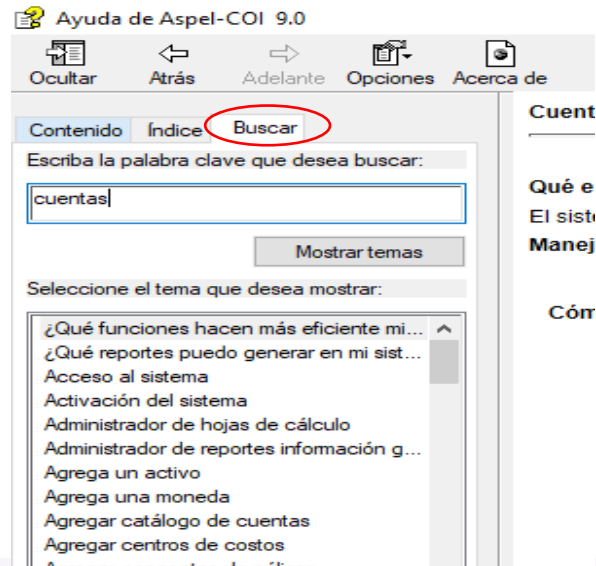 Ayuda de Aspel-COI 9.0
Ocultar Atrás Adelante Opciones Acerca de
Contenido Índice Buscar
Escriba la palabra clave que desea buscar:
cuentas
Mostrar temas
Seleccione el tema que desea mostrar:
¿Qué funciones hacen más eficiente mi...
¿Qué reportes puedo generar en mi sist...
Acceso al sistema
Activación del sistema
Administrador de hojas de cálculo
Administrador de reportes información g...
Agrega un activo
Agrega una moneda
Agregar catálogo de cuentas
Agregar centros de costos
Cuent
Qué e
El sist
Manej
Cóm